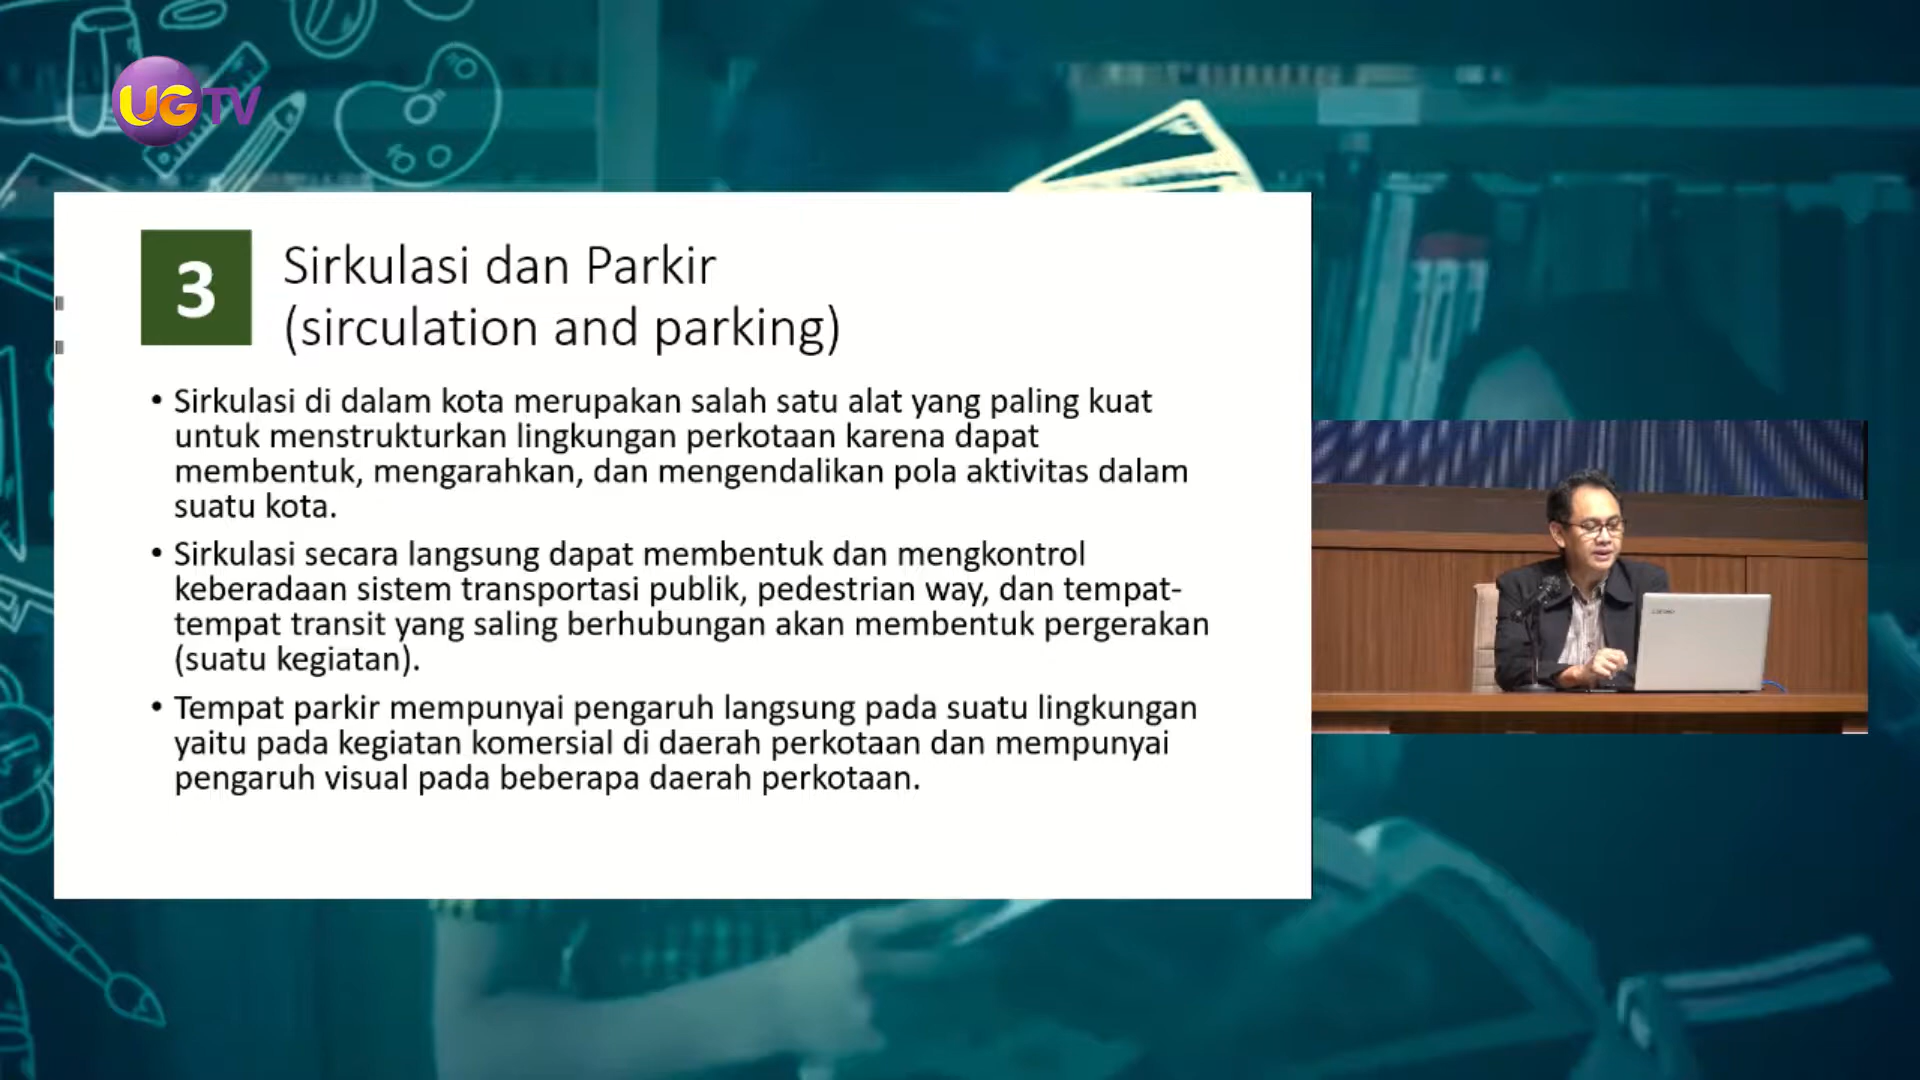 UGTV
3
Sirkulasi dan Parkir
(sirculation and parking)
• Sirkulasi di dalam kota merupakan salah satu alat yang paling kuat
untuk menstrukturkan lingkungan perkotaan karena dapat
membentuk, mengarahkan, dan mengendalikan pola aktivitas dalam
suatu kota.
• Sirkulasi secara langsung dapat membentuk dan mengkontrol
keberadaan sistem transportasi publik, pedestrian way, dan tempat-
tempat transit yang saling berhubungan akan membentuk pergerakan
(suatu kegiatan).
• Tempat parkir mempunyai pengaruh langsung pada suatu lingkungan
yaitu pada kegiatan komersial di daerah perkotaan dan mempunyai
pengaruh visual pada beberapa daerah perkotaan.